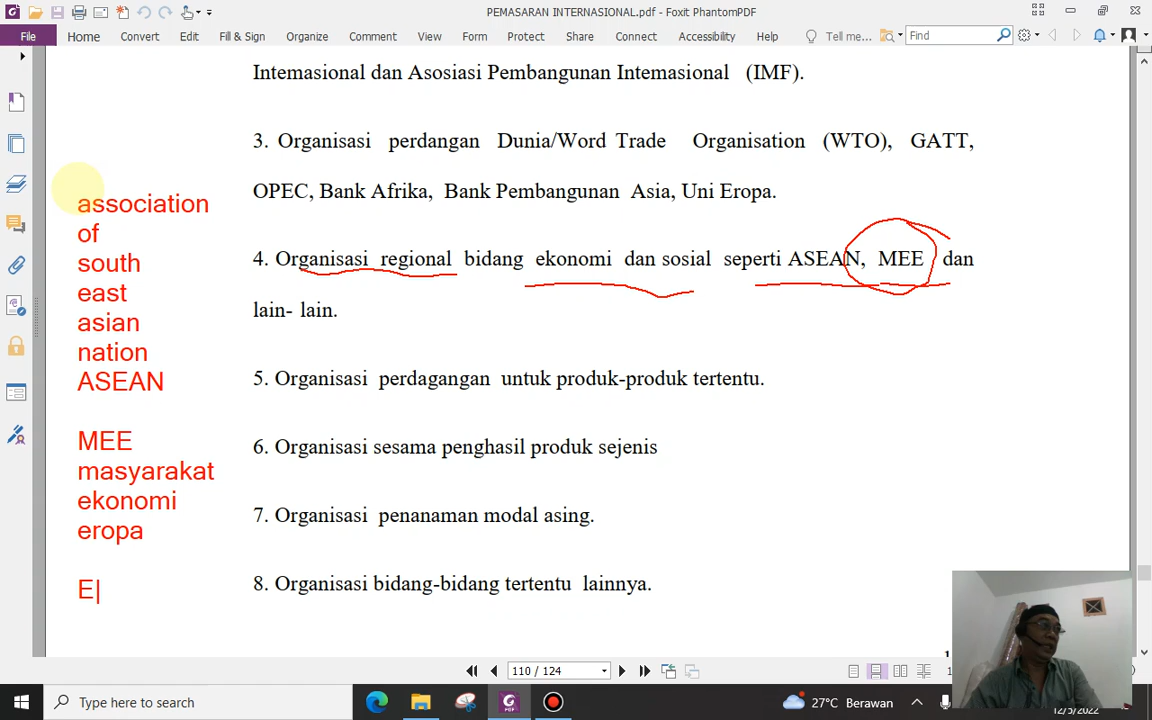 PEMASARAN INTERNASIONAL.pdf - Foxit PhantomPDF
File Home Convert Edit Fill & Sign Organize Comment View Form Protect Share Connect Accessibility Help Tell me... Find
Intemasional dan Asosiasi Pembangunan Intemasional (IMF).
3. Organisasi perdangan Dunia/Word Trade Organisation (WTO), GATT,
OPEC, Bank Afrika, Bank Pembangunan Asia, Uni Eropa.
4. Organisasi regional bidang ekonomi dan sosial seperti ASEAN, MEE dan
lain- lain.
5. Organisasi perdagangan untuk produk-produk tertentu.
6. Organisasi sesama penghasil produk sejenis
7. Organisasi penanaman modal asing.
8. Organisasi bidang-bidang tertentu lainnya.
association
of
south
east
asian
nation
ASEAN
MEE
masyarakat
ekonomi
eropa
E
110 / 124
Type here to search
27°C Berawan
12/5/2022